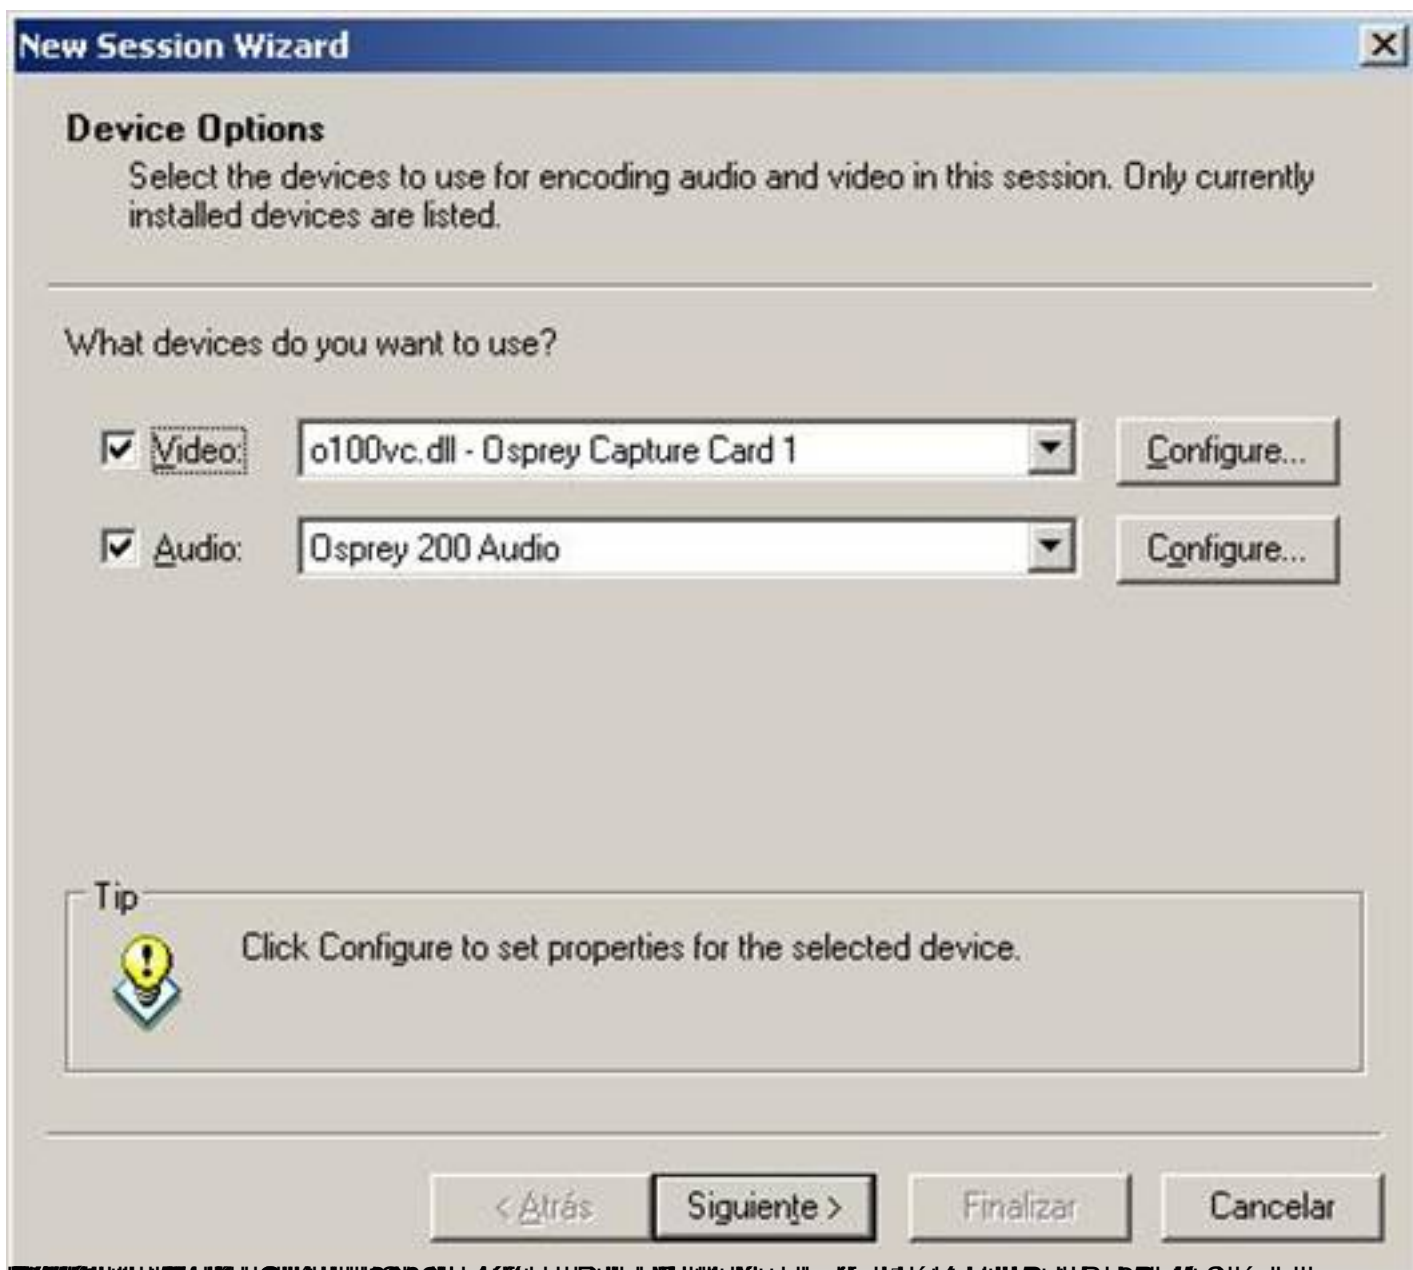 New Session Wizard
Device Options
Select the devices to use for encoding audio and video in this session. Only currently
installed devices are listed.
What devices do you want to use?
Video: o100vc.dll - Osprey Capture Card 1 Configure...
Audio: Osprey 200 Audio Configure...
Tip
Click Configure to set properties for the selected device.
< Atrás Siguiente > Finalizar Cancelar